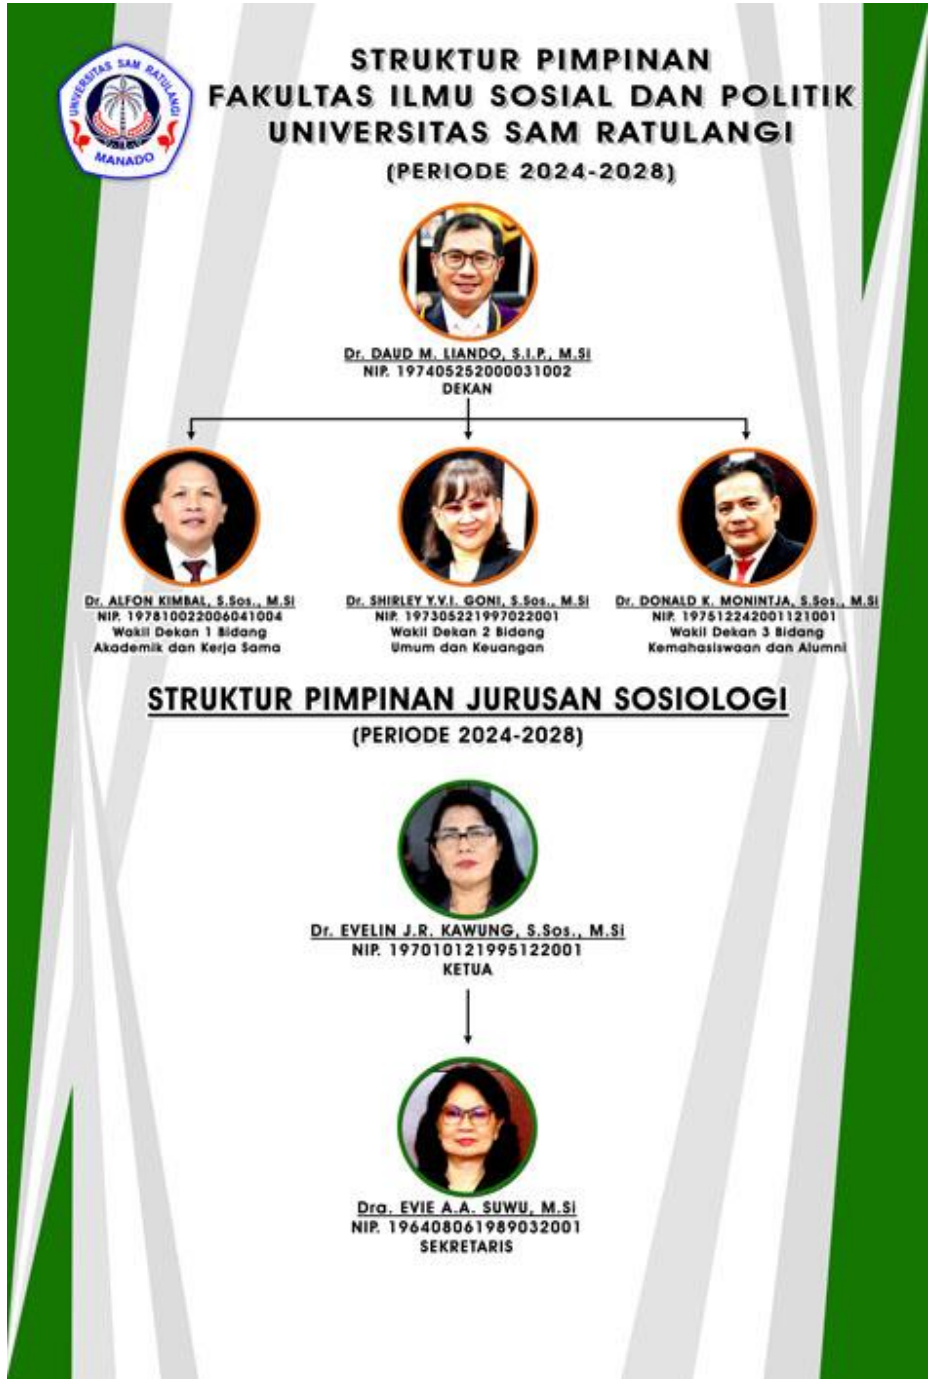 UNIVERSITAS SAM RATULANGI
MANADO
STRUKTUR PIMPINAN
FAKULTAS ILMU SOSIAL DAN POLITIK
UNIVERSITAS SAM RATULANGI
(PERIODE 2024-2028)
Dr. DAUD M. LIANDO, S.I.P., M.Si
NIP. 197405252000031002
DEKAN
Dr. ALFON KIMBAL, S.Sos., M.Si
NIP. 197810022006041004
Wakil Dekan 1 Bidang
Akademik dan Kerja Sama
Dr. SHIRLEY Y.V.I. GONI, S.Sos., M.Si
NIP. 197305221997022001
Wakil Dekan 2 Bidang
Umum dan Keuangan
Dr. DONALD K. MONINTJA, S.Sos., M.Si
NIP. 197512242001121001
Wakil Dekan 3 Bidang
Kemahasiswaan dan Alumni
STRUKTUR PIMPINAN JURUSAN SOSIOLOGI
(PERIODE 2024-2028)
Dr. EVELIN J.R. KAWUNG, S.Sos., M.Si
NIP. 197010121995122001
KETUA
Dra. EVIE A.A. SUWU, M.Si
NIP. 196408061989032001
SEKRETARIS